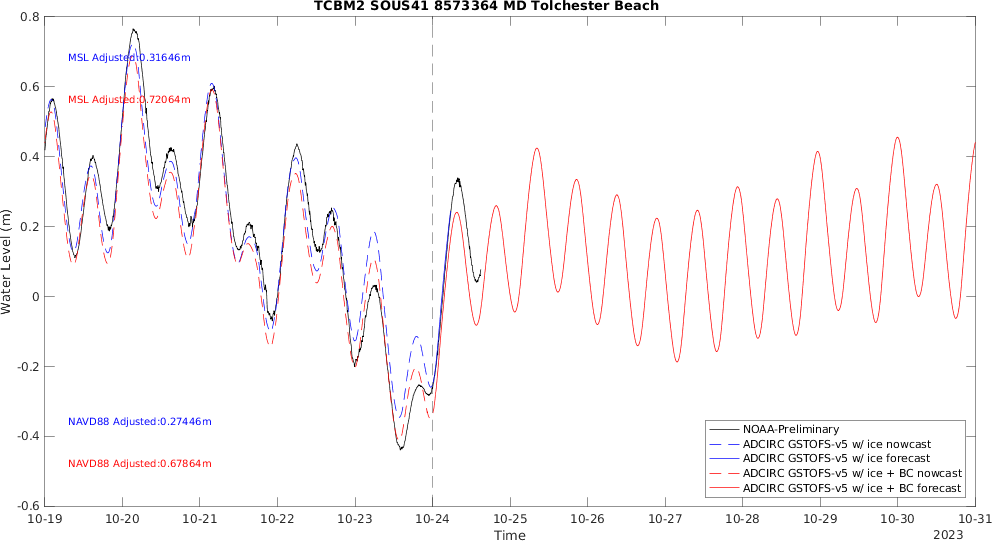 TCBM2 SOUS41 8573364 MD Tolchester Beach
0.8
0.6
0.4
0.2
0
-0.2
-0.4
-0.6
Water Level (m)
MSL Adjusted:0.31646m
MSL Adjusted:0.72064m
NAVD88 Adjusted:0.27446m
NAVD88 Adjusted:0.67864m
NOAA-Preliminary
ADCIRC GSTOFS-v5 w/ ice nowcast
ADCIRC GSTOFS-v5 w/ ice forecast
ADCIRC GSTOFS-v5 w/ ice + BC nowcast
ADCIRC GSTOFS-v5 w/ ice + BC forecast
10-19 10-20 10-21 10-22 10-23 10-24 10-25 10-26 10-27 10-28 10-29 10-30 10-31
Time
2023